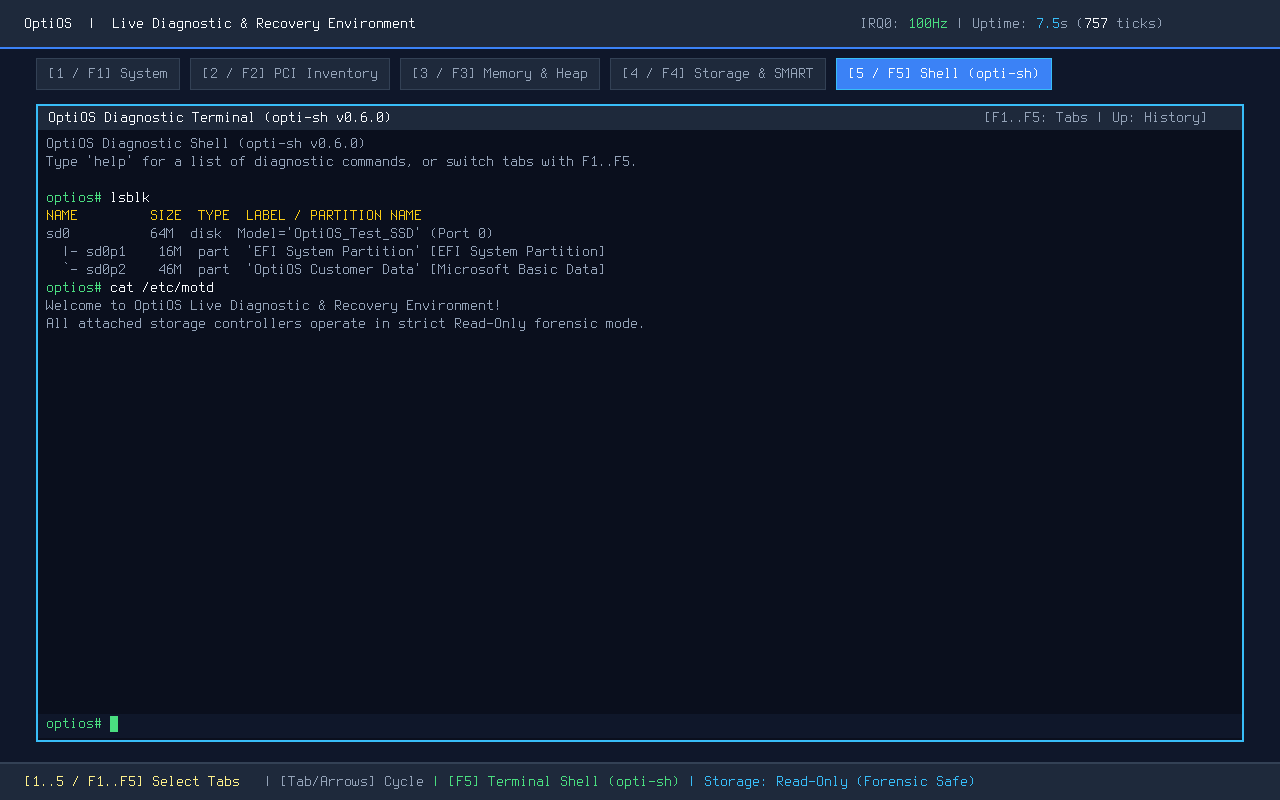 OptiOS | Live Diagnostic & Recovery Environment
IRQ0: 100Hz | Uptime: 7.5s (757 ticks)
[1 / F1] System
[2 / F2] PCI Inventory
[3 / F3] Memory & Heap
[4 / F4] Storage & SMART
[5 / F5] Shell (opti-sh)
OptiOS Diagnostic Terminal (opti-sh v0.6.0)
[F1..F5: Tabs | Up: History]
OptiOS Diagnostic Shell (opti-sh v0.6.0)
Type 'help' for a list of diagnostic commands, or switch tabs with F1..F5.
optios# lsblk
NAME         SIZE  TYPE  LABEL / PARTITION NAME
sd0          64M  disk  Model='OptiOS_Test_SSD' (Port 0)
  |- sd0p1    16M  part  'EFI System Partition' [EFI System Partition]
  `- sd0p2    46M  part  'OptiOS Customer Data' [Microsoft Basic Data]
optios# cat /etc/motd
Welcome to OptiOS Live Diagnostic & Recovery Environment!
All attached storage controllers operate in strict Read-Only forensic mode.
optios#
[1..5 / F1..F5] Select Tabs | [Tab/Arrows] Cycle | [F5] Terminal Shell (opti-sh) | Storage: Read-Only (Forensic Safe)